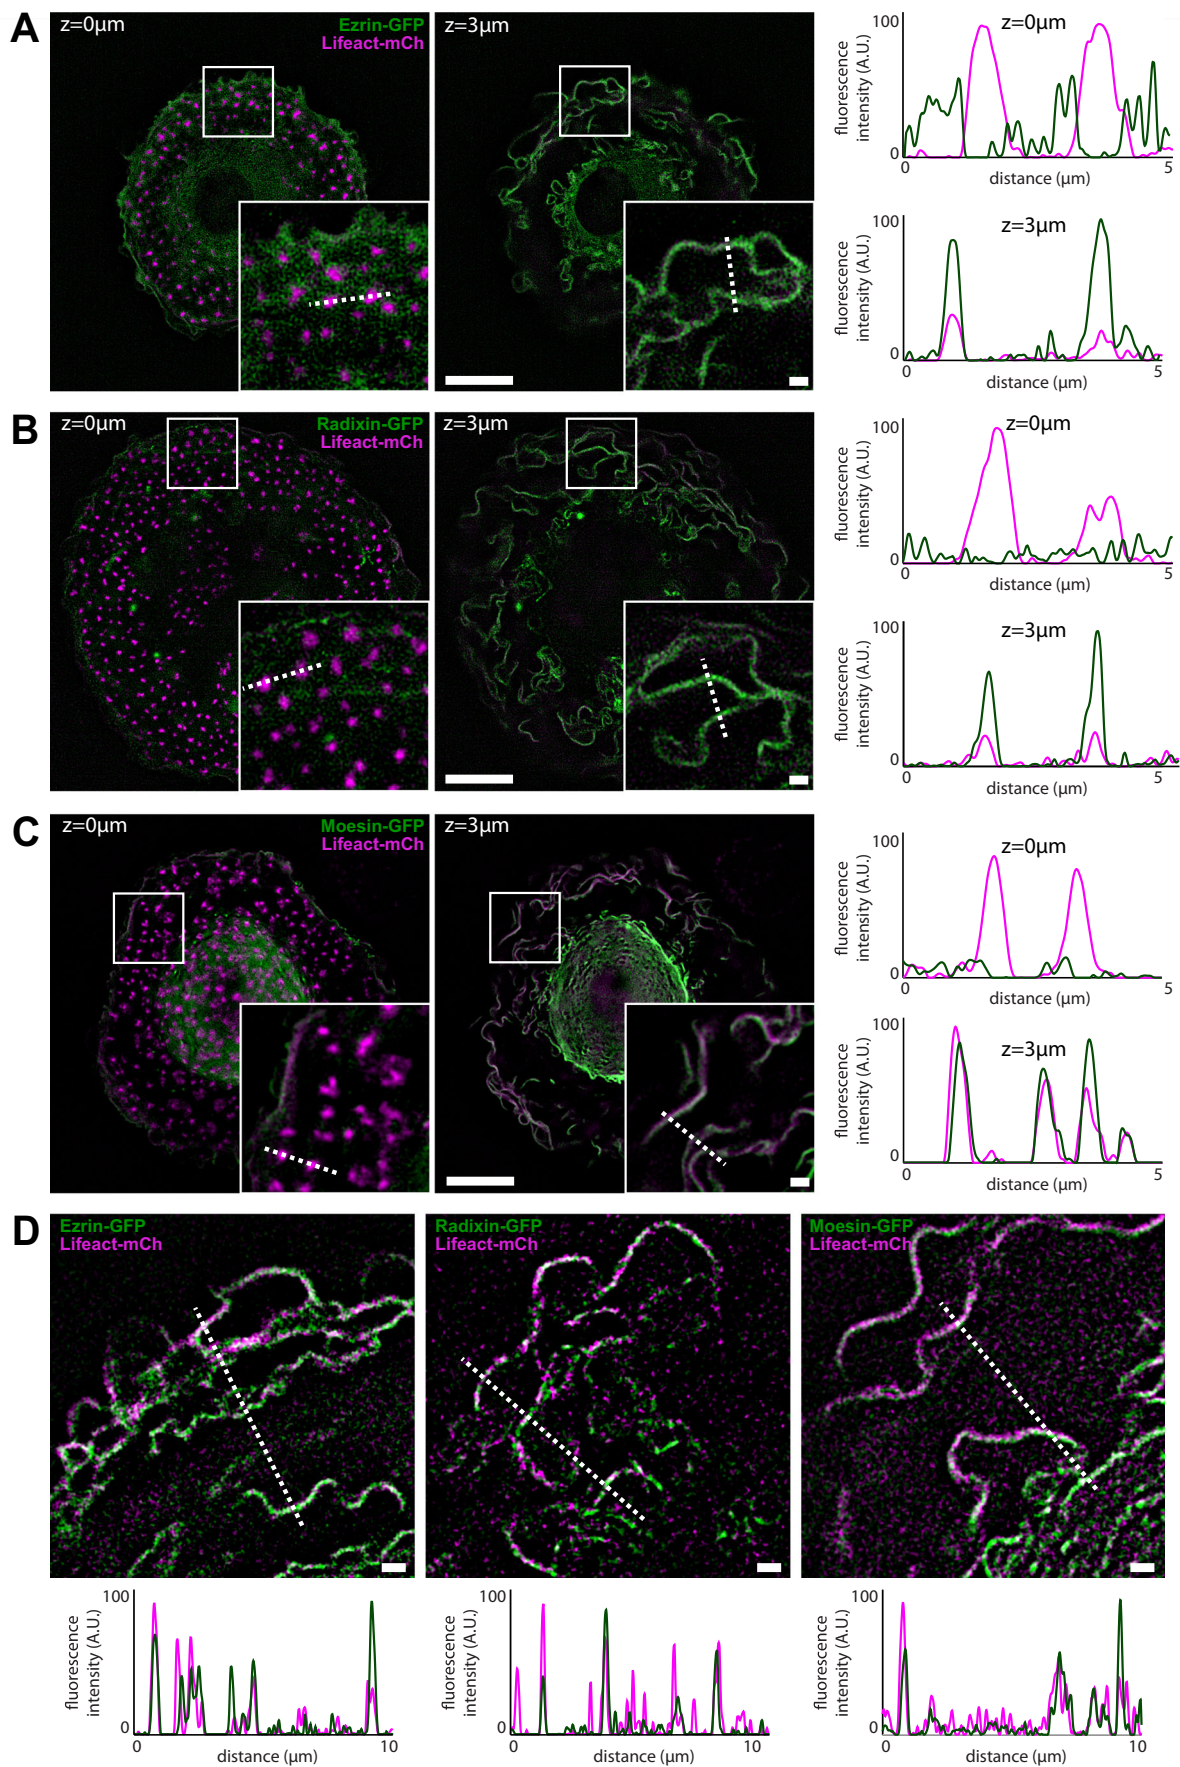 A
z=0µm
Ezrin-GFP
Lifeact-mCh
z=3µm
fluorescence
intensity (A.U.)
100
z=0µm
0
distance (µm)
5
fluorescence
intensity (A.U.)
100
z=3µm
0
0
distance (µm)
5
B
z=0µm
Radixin-GFP
Lifeact-mCh
z=3µm
fluorescence
intensity (A.U.)
100
z=0µm
0
0
distance (µm)
5
fluorescence
intensity (A.U.)
100
z=3µm
0
0
distance (µm)
5
C
z=0µm
Moesin-GFP
Lifeact-mCh
z=3µm
fluorescence
intensity (A.U.)
100
z=0µm
0
0
distance (µm)
5
fluorescence
intensity (A.U.)
100
z=3µm
0
0
distance (µm)
5
D
Ezrin-GFP
Lifeact-mCh
Radixin-GFP
Lifeact-mCh
Moesin-GFP
Lifeact-mCh
fluorescence
intensity (A.U.)
100
0
0
distance (µm)
10
fluorescence
intensity (A.U.)
100
0
0
distance (µm)
10
fluorescence
intensity (A.U.)
100
0
0
distance (µm)
10